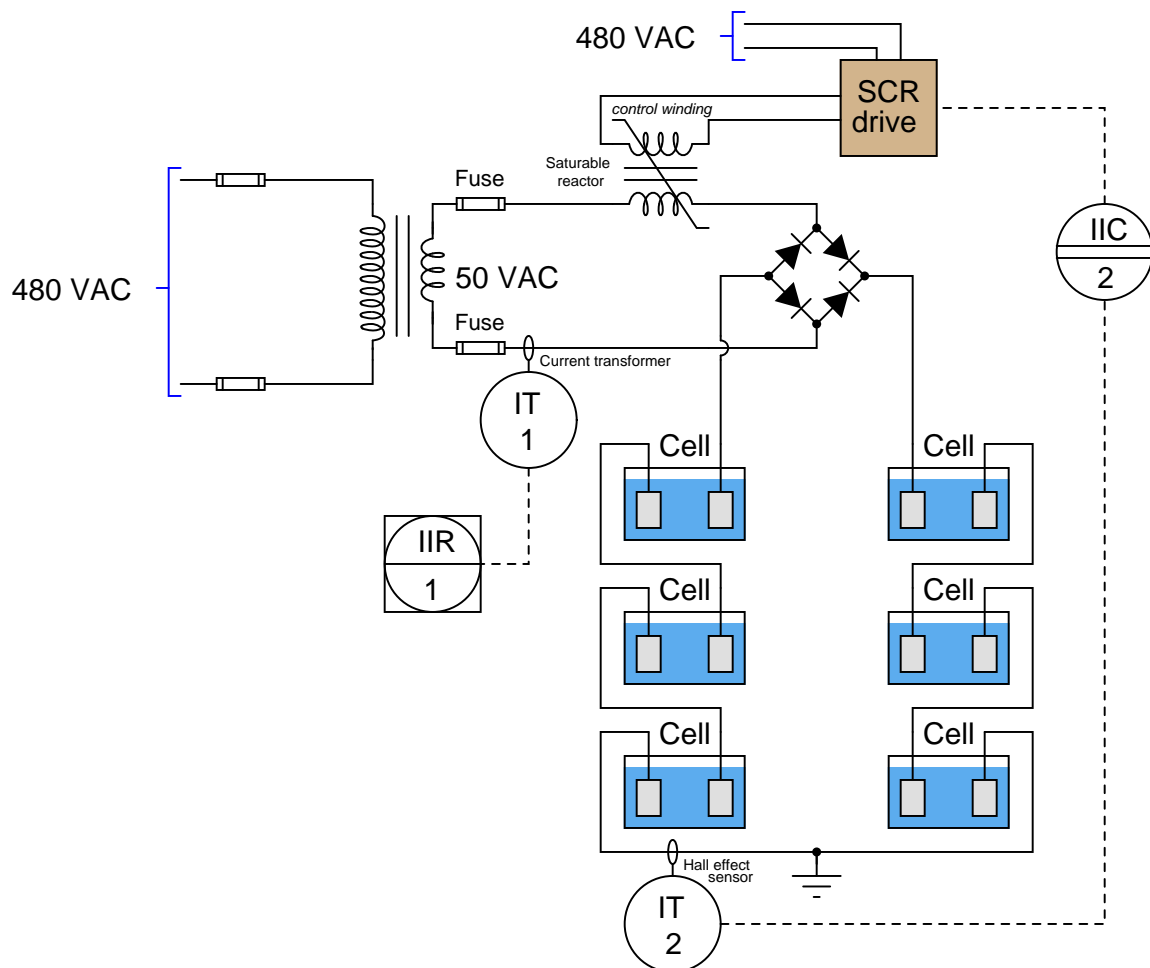 480 VAC
SCR
drive
control winding
Saturable
reactor
Fuse
IIC
2
480 VAC
50 VAC
Fuse
Current transformer
IT
1
Cell
Cell
IIR
1
Cell
Cell
Cell
Cell
Hall effect
sensor
IT
2